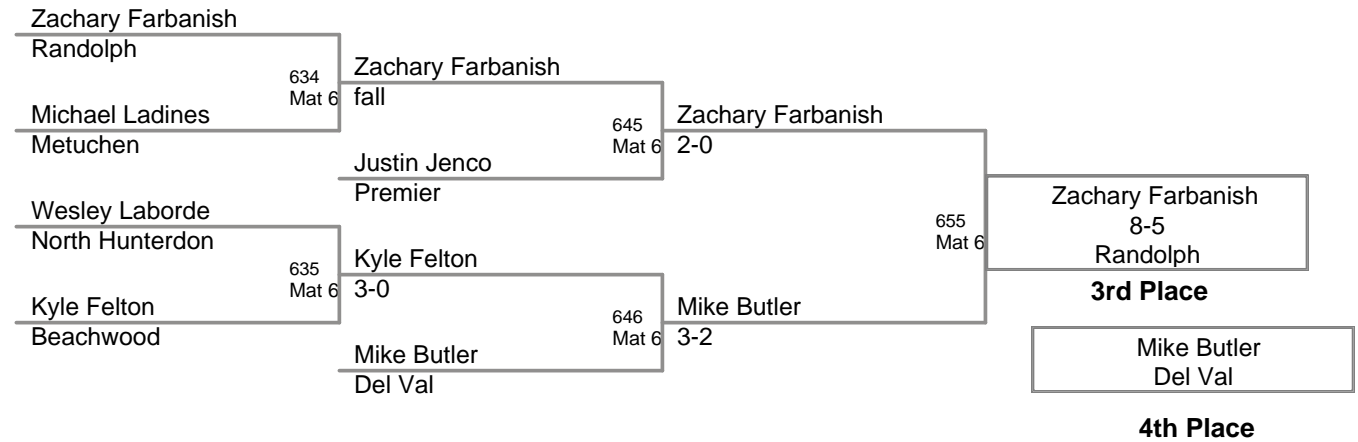 Zachary Farbanish
Randolph
634
Mat 6
Zachary Farbanish
fall
Michael Ladines
Metuchen
645
Mat 6
Zachary Farbanish
2-0
Justin Jenco
Premier
Wesley Laborde
North Hunterdon
655
Mat 6
Zachary Farbanish
8-5
Randolph
3rd Place
635
Mat 6
Kyle Felton
3-0
Kyle Felton
Beachwood
646
Mat 6
Mike Butler
3-2
Mike Butler
Del Val
Mike Butler
Del Val
4th Place